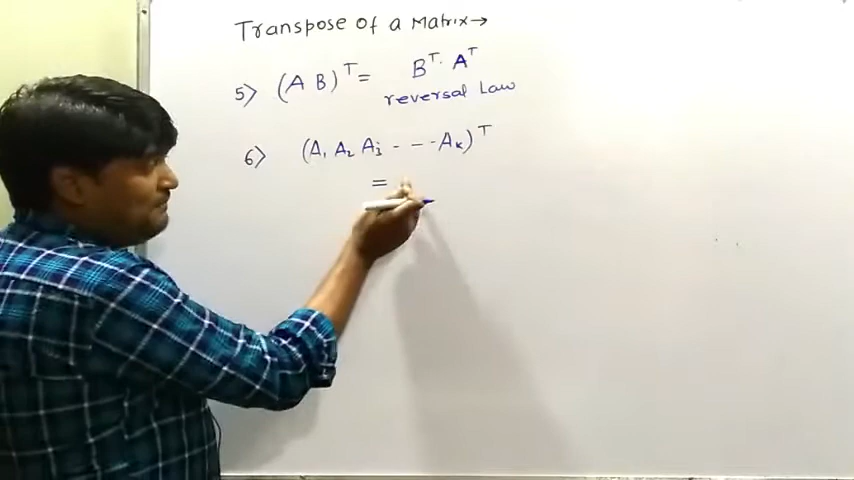 Transpose of a Matrix→
5> (A B)ᵀ = Bᵀ· Aᵀ
reversal Law
6> (A₁ A₂ A₃ - - - Aₖ)ᵀ
=